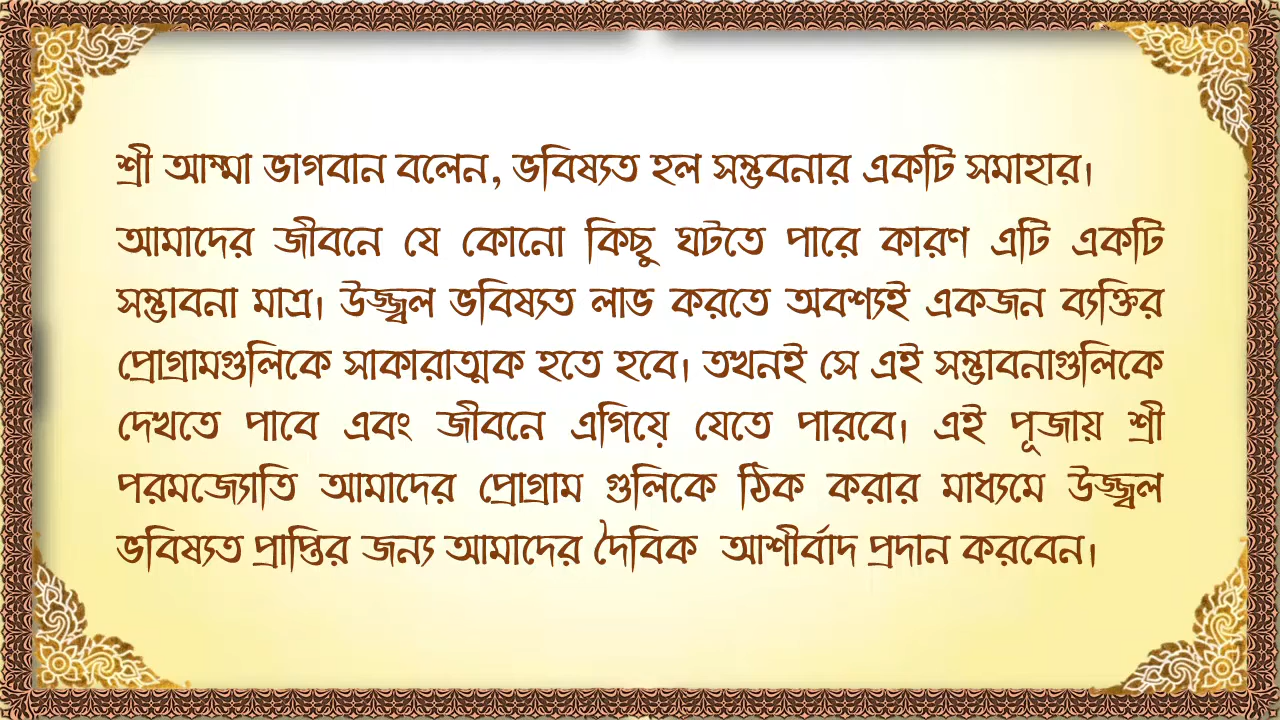 শ্রী আম্মা ভাগবান বলেন, ভবিষ্যত হল সম্ভবনার একটি সমাহার।
আমাদের জীবনে যে কোনো কিছু ঘটতে পারে কারণ এটি একটি
সম্ভাবনা মাত্র। উজ্জ্বল ভবিষ্যত লাভ করতে অবশ্যই একজন ব্যক্তির
প্রোগ্রামগুলিকে সাকারাত্মক হতে হবে। তখনই সে এই সম্ভাবনাগুলিকে
দেখতে পাবে এবং জীবনে এগিয়ে যেতে পারবে। এই পূজায় শ্রী
পরমজ্যোতি আমাদের প্রোগ্রাম গুলিকে ঠিক করার মাধ্যমে উজ্জ্বল
ভবিষ্যত প্রাপ্তির জন্য আমাদের দৈবিক আশীর্বাদ প্রদান করবেন।